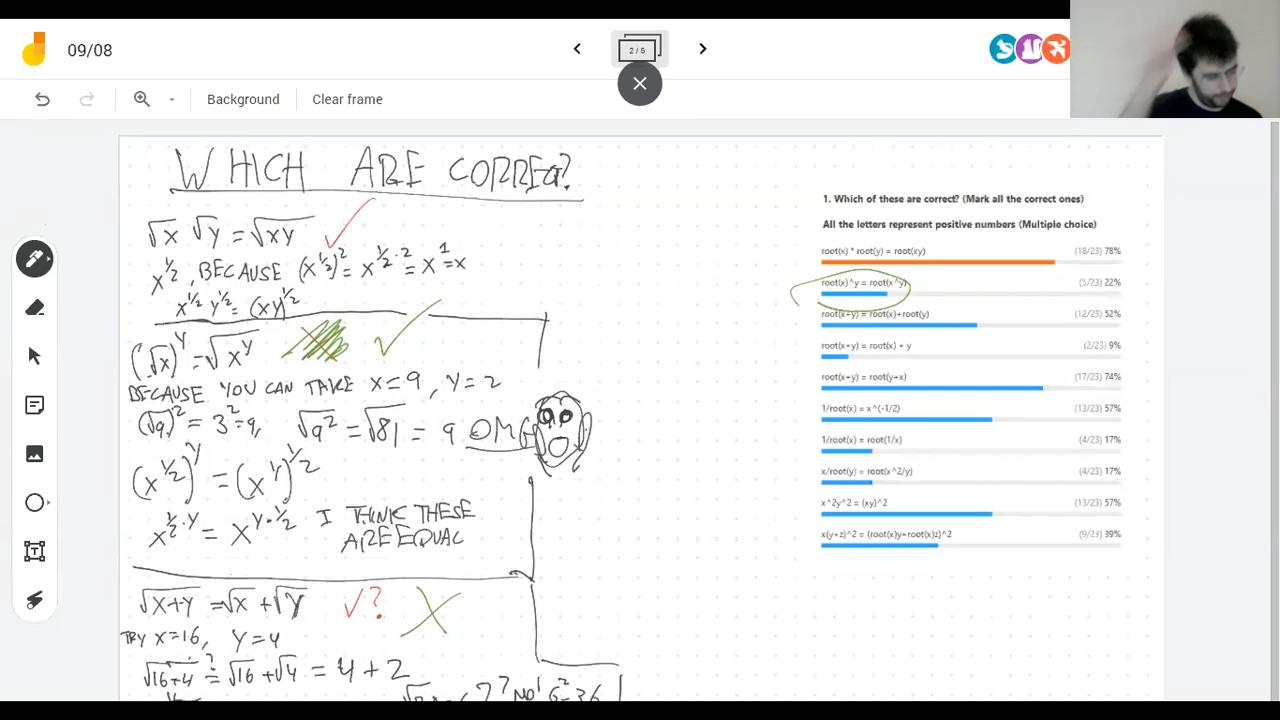 09/08
2 / 5
Background
Clear frame
WHICH ARE CORRECT?
√x √y = √xy
x^1/2, BECAUSE (x^1/2)^2 = x^1/2·2 = x^1 = x
x^1/2 y^1/2 = (xy)^1/2
(√x)^y = √x^y
BECAUSE YOU CAN TAKE x=9, y=2
(√9)^2 = 3^2 = 9, √9^2 = √81 = 9 OMG
(x^1/2)^y = (x^y)^1/2
x^1/2·y = x^y·1/2 I THINK THESE
ARE EQUAL
√x+y = √x + √y ✓?
TRY x=16, y=4
√16+4 ?= √16 + √4 = 4 + 2
1. Which of these are correct? (Mark all the correct ones)
All the letters represent positive numbers (Multiple choice)
root(x) * root(y) = root(xy) (18/23) 78%
root(x)^y = root(x^y) (5/23) 22%
root(x+y) = root(x)+root(y) (12/23) 52%
root(x+y) = root(x) + y (2/23) 9%
root(x+y) = root(y+x) (17/23) 74%
1/root(x) = x^(-1/2) (13/23) 57%
1/root(x) = root(1/x) (4/23) 17%
x/root(y) = root(x^2/y) (4/23) 17%
x^2y^2 = (xy)^2 (13/23) 57%
x(y+z)^2 = (root(x)y+root(x)z)^2 (9/23) 39%